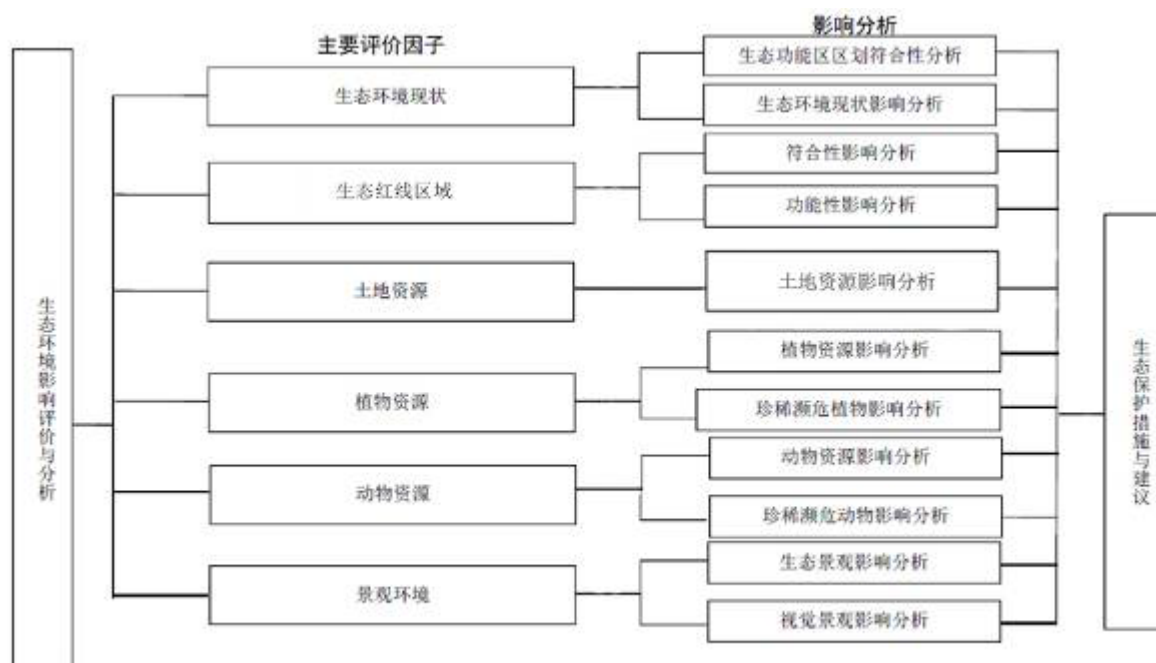 影响分析
主要评价因子
生态功能区区划符合性分析
生态环境现状
生态环境现状影响分析
符合性影响分析
生态红线区域
功能性影响分析
土地资源
土地资源影响分析
植物资源影响分析
植物资源
珍稀濒危植物影响分析
动物资源影响分析
动物资源
珍稀濒危动物影响分析
生态景观影响分析
景观环境
视觉景观影响分析
生态环境影响评价与分析
生态保护措施与建议